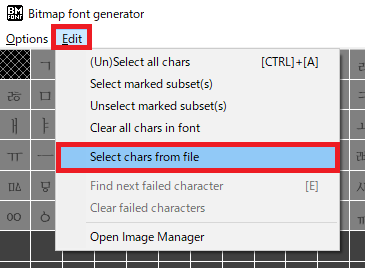 BM
FONT
Bitmap font generator
Options Edit
(Un)Select all chars [CTRL]+[A]
Select marked subset(s)
Unselect marked subset(s)
Clear all chars in font
Select chars from file
Find next failed character [E]
Clear failed characters
Open Image Manager
ㄱ
ㅠ ㅡ